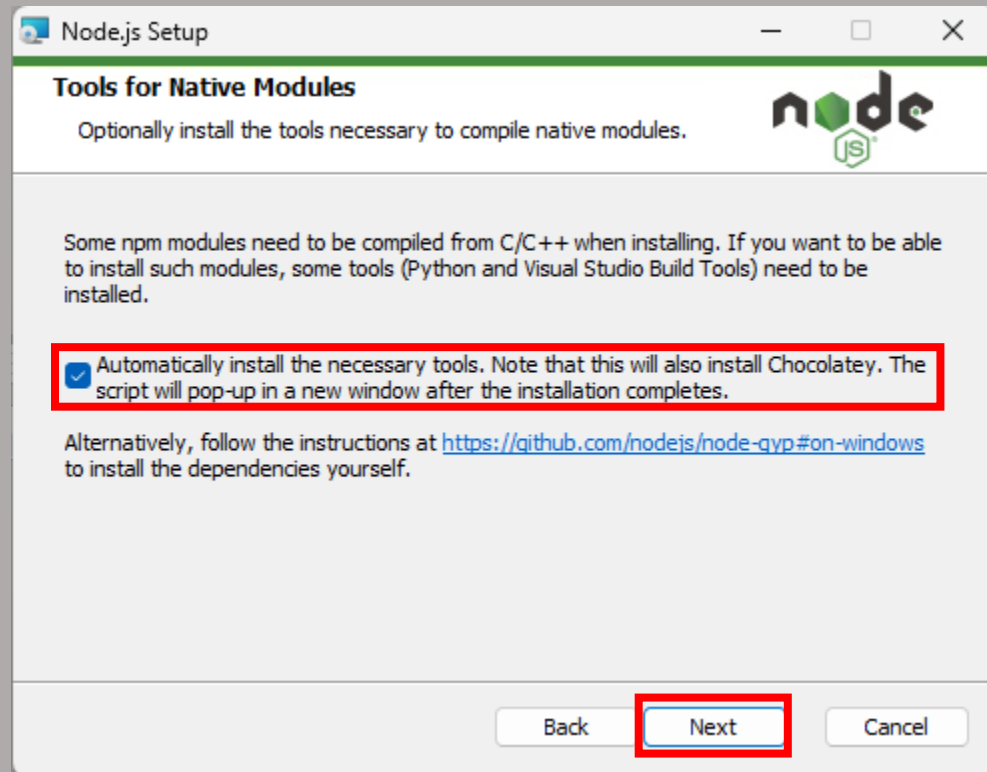 Node.js Setup
Tools for Native Modules
node
Optionally install the tools necessary to compile native modules.
JS
Some npm modules need to be compiled from C/C++ when installing. If you want to be able
to install such modules, some tools (Python and Visual Studio Build Tools) need to be
installed.
Automatically install the necessary tools. Note that this will also install Chocolatey. The
script will pop-up in a new window after the installation completes.
Alternatively, follow the instructions at https://github.com/nodejs/node-gyp#on-windows
to install the dependencies yourself.
Back Next Cancel